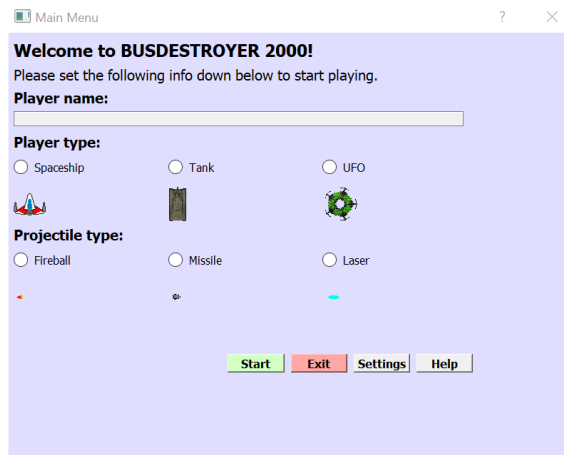 Main Menu
?
Welcome to BUSDESTROYER 2000!
Please set the following info down below to start playing.
Player name:
Player type:
Spaceship Tank UFO
Projectile type:
Fireball Missile Laser
Start Exit Settings Help